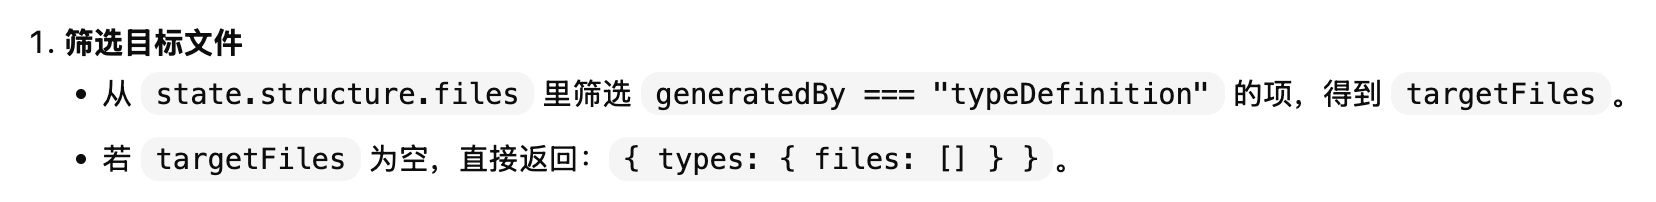 1. 筛选目标文件
• 从 state.structure.files 里筛选 generatedBy === "typeDefinition" 的项，得到 targetFiles 。
• 若 targetFiles 为空，直接返回： { types: { files: [] } } 。